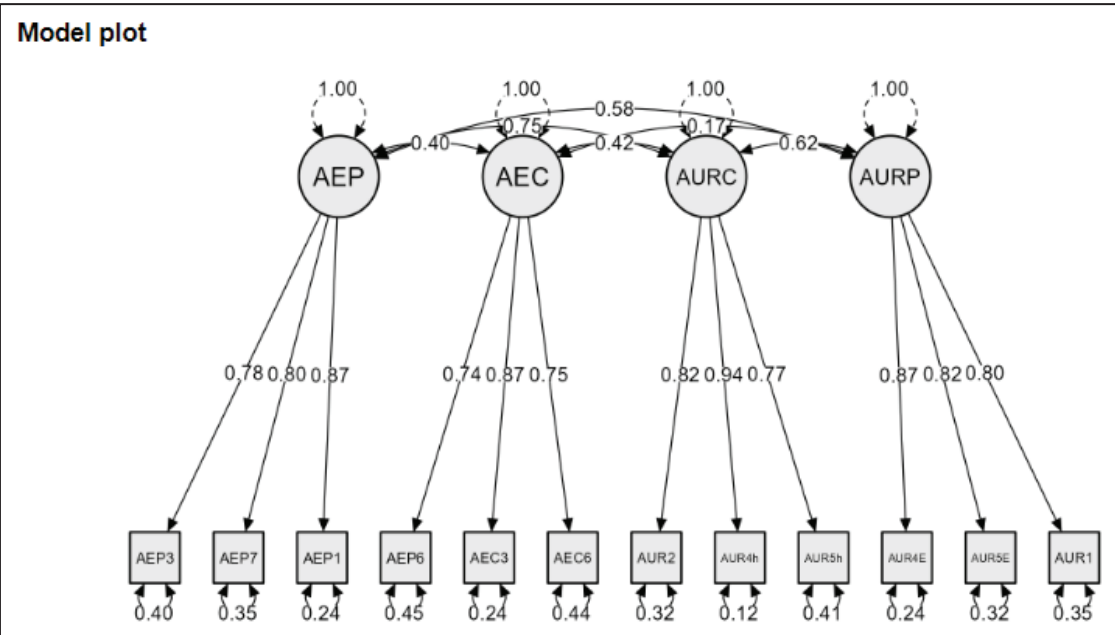 Model plot
1.00 1.00 1.00 1.00
0.58
0.75 0.17
0.40 0.42 0.62
AEP AEC AURC AURP
0.78 0.80 0.87 0.74 0.87 0.75 0.82 0.94 0.77 0.87 0.82 0.80
AEP3 AEP7 AEP1 AEP6 AEC3 AEC6 AUR2 AUR4h AUR5h AUR4E AUR5E AUR1
0.40 0.35 0.24 0.45 0.24 0.44 0.32 0.12 0.41 0.24 0.32 0.35